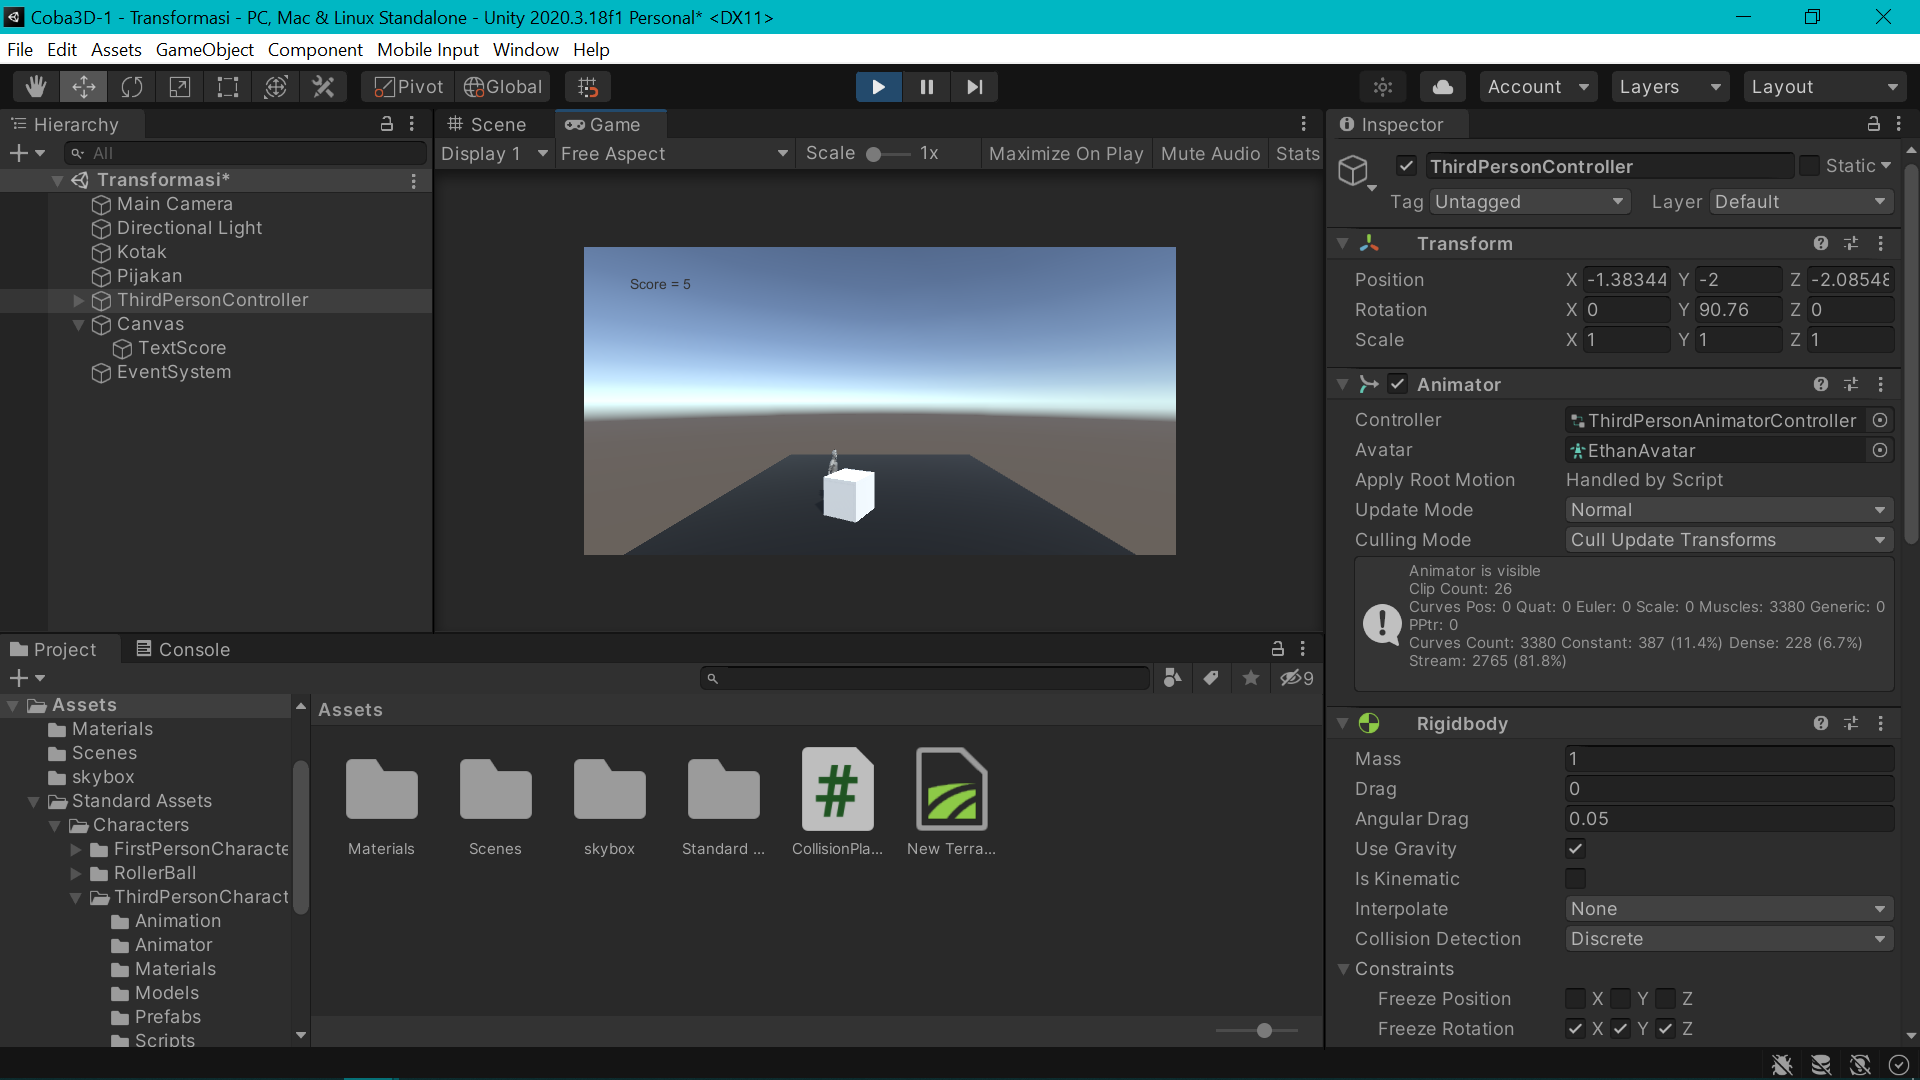 Coba3D-1 - Transformasi - PC, Mac & Linux Standalone - Unity 2020.3.18f1 Personal* <DX11>
File Edit Assets GameObject Component Mobile Input Window Help
Pivot Global Account Layers Layout
Hierarchy
All
Transformasi*
Main Camera
Directional Light
Kotak
Pijakan
ThirdPersonController
Canvas
TextScore
EventSystem
Scene Game
Display 1 Free Aspect Scale 1x Maximize On Play Mute Audio Stats
Score = 5
Inspector
ThirdPersonController Static
Tag Untagged Layer Default
Transform
Position X -1.38344 Y -2 Z -2.08548
Rotation X 0 Y 90.76 Z 0
Scale X 1 Y 1 Z 1
Animator
Controller ThirdPersonAnimatorController
Avatar EthanAvatar
Apply Root Motion Handled by Script
Update Mode Normal
Culling Mode Cull Update Transforms
Animator is visible
Clip Count: 26
Curves Pos: 0 Quat: 0 Euler: 0 Scale: 0 Muscles: 3380 Generic: 0
PPtr: 0
Curves Count: 3380 Constant: 387 (11.4%) Dense: 228 (6.7%)
Stream: 2765 (81.8%)
Rigidbody
Mass 1
Drag 0
Angular Drag 0.05
Use Gravity
Is Kinematic
Interpolate None
Collision Detection Discrete
Constraints
Freeze Position X Y Z
Freeze Rotation X Y Z
Project Console
9
Assets
Materials
Scenes
skybox
Standard Assets
Characters
FirstPersonCharacte
RollerBall
ThirdPersonCharact
Animation
Animator
Materials
Models
Prefabs
Scripts
Assets
Materials Scenes skybox Standard ... CollisionPla... New Terra...